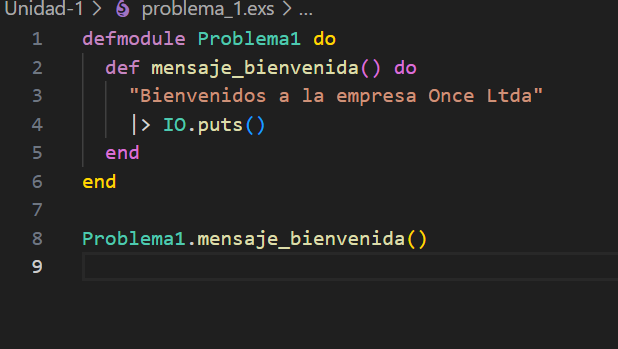 Unidad-1 > problema_1.exs > ...
1 defmodule Problema1 do
2   def mensaje_bienvenida() do
3     "Bienvenidos a la empresa Once Ltda"
4     |> IO.puts()
5   end
6 end
7
8 Problema1.mensaje_bienvenida()
9